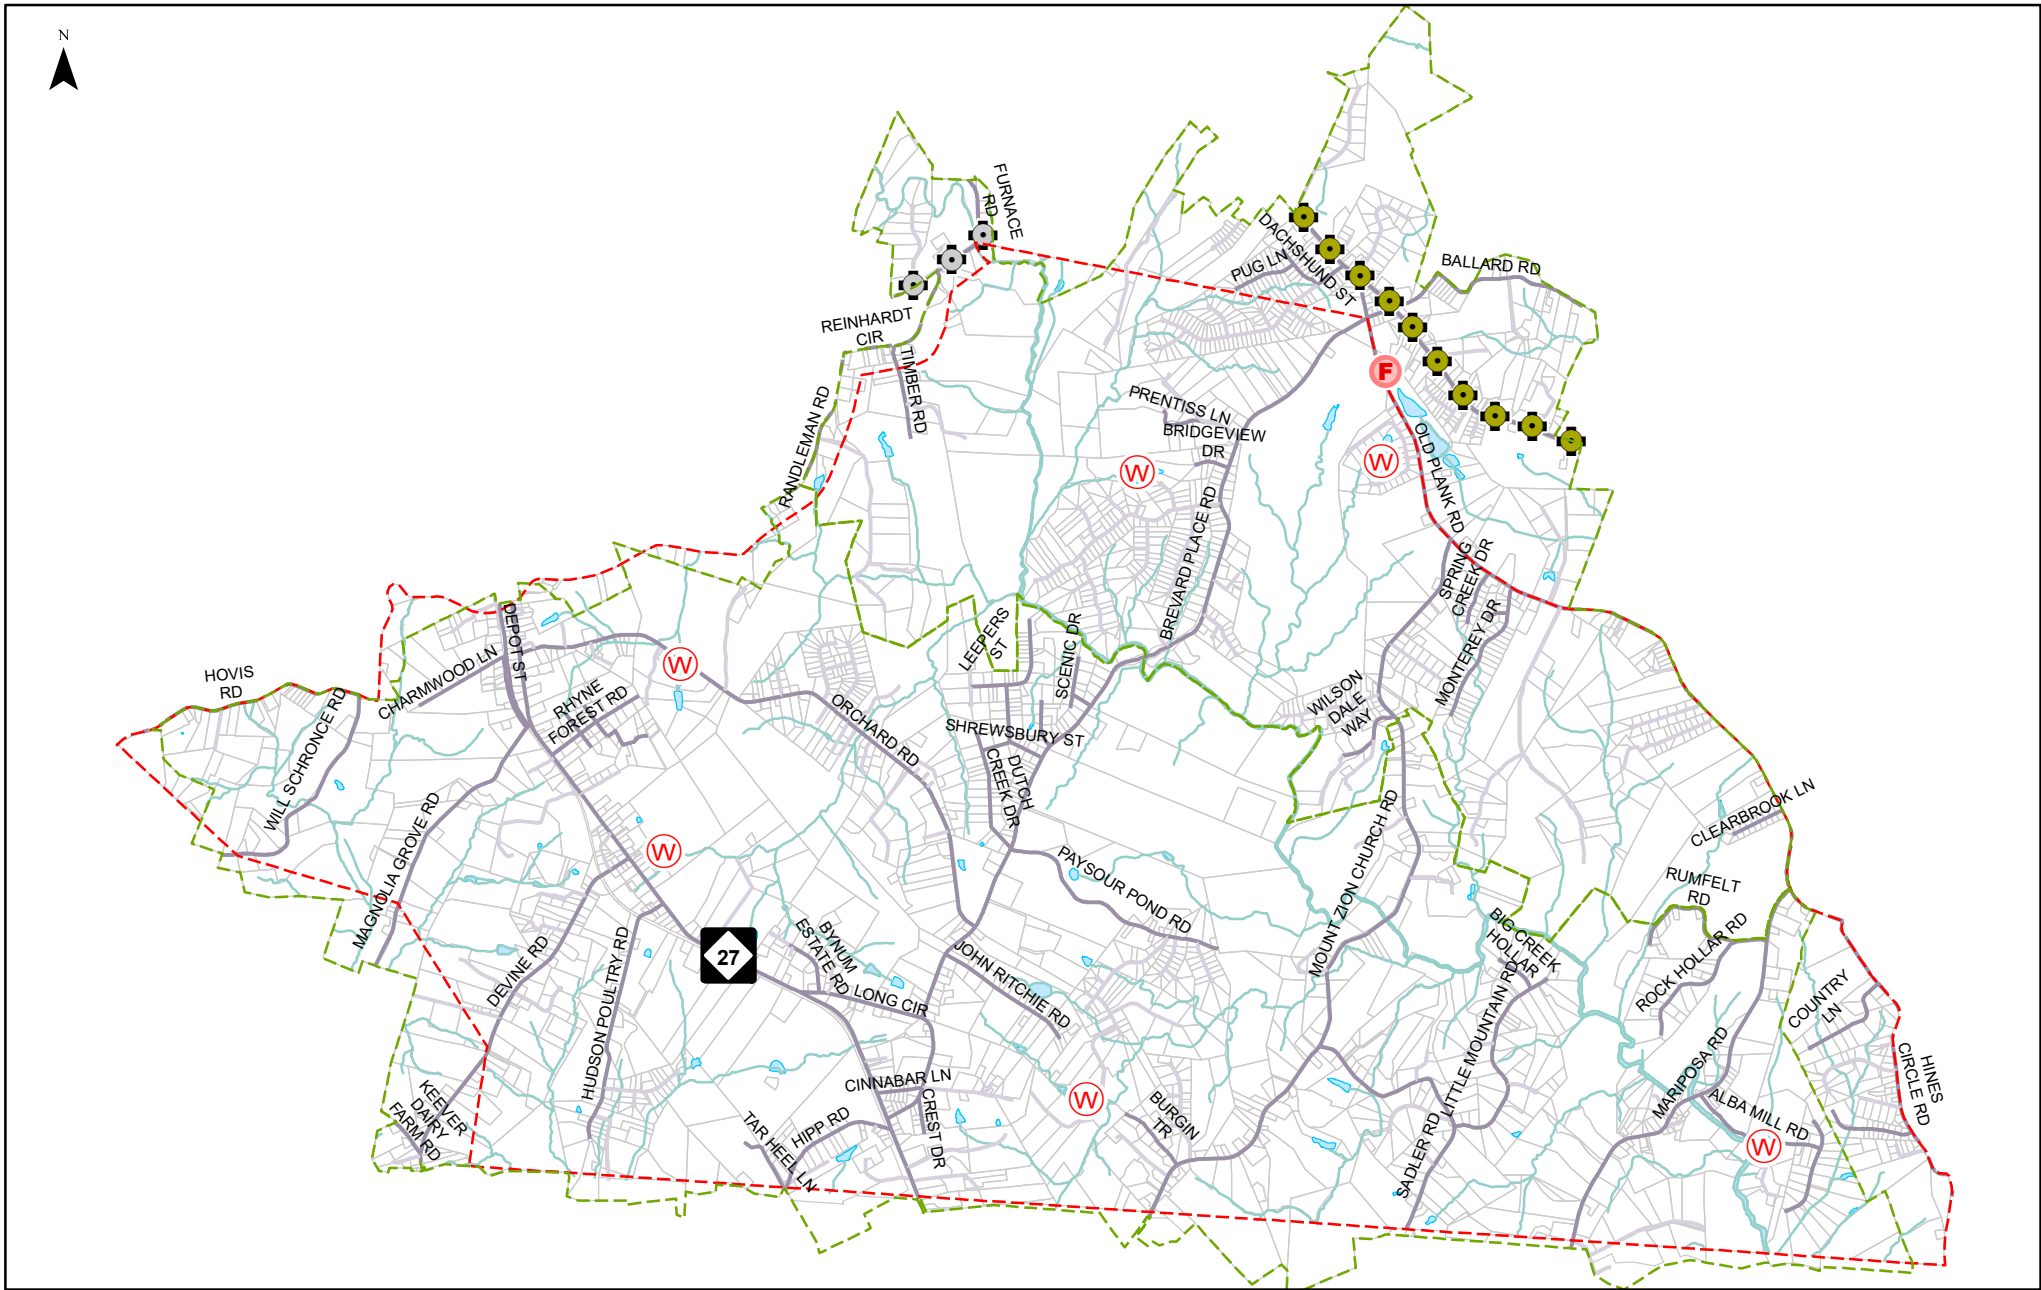 N
FURNACE
RD
DACHSHUND ST
PUG LN
BALLARD RD
REINHARDT
CIR
TIMBER RD
F
RANDLEMAN RD
PRENTISS LN
BRIDGEVIEW
DR
W
W
OLD PLANK RD
BREVARD PLACE RD
SPRING
CREEK DR
MONTEREY DR
DEPOT ST
LEEPERS
ST
SCENIC DR
W
HOVIS
RD
CHARMWOOD LN
RHYNE
FOREST RD
WILL SCHRONCE RD
ORCHARD RD
WILSON
DALE
WAY
SHREWSBURY ST
DUTCH
CREEK DR
MAGNOLIA GROVE RD
W
MOUNT ZION CHURCH RD
CLEARBROOK LN
PAYSOUR POND RD
RUMFELT
RD
BIG CREEK
HOLLAR
ROCK HOLLAR RD
27
DEVINE RD
HUDSON POULTRY RD
BYNUM
ESTATE RD
LONG CIR
JOHN RITCHIE RD
COUNTRY
LN
LITTLE MOUNTAIN RD
MARIPOSA RD
HINES
CIRCLE RD
CINNABAR LN
CREST DR
W
KEEVER
DAIRY
FARM RD
TAR HEEL LN
HIPP RD
BURGIN
TR
SADLER RD
ALBA MILL RD
W